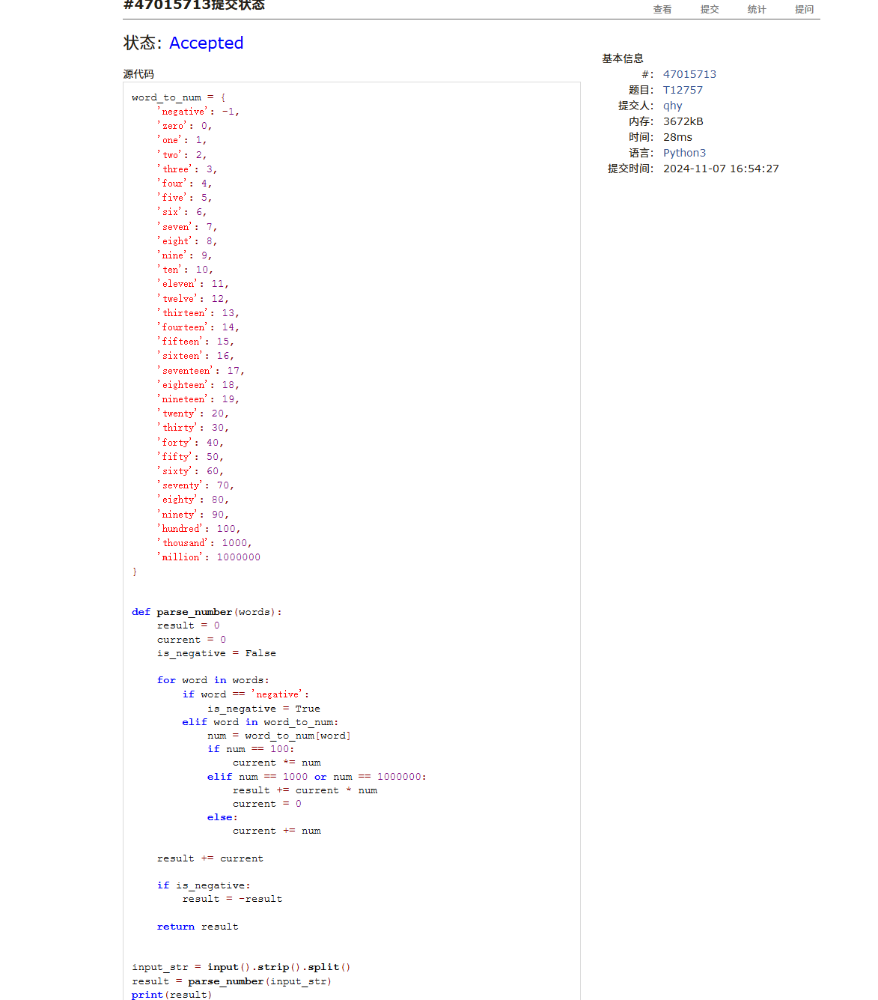 #47015713提交状态
查看 提交 统计 提问
状态: Accepted
源代码
word_to_num = {
    'negative': -1,
    'zero': 0,
    'one': 1,
    'two': 2,
    'three': 3,
    'four': 4,
    'five': 5,
    'six': 6,
    'seven': 7,
    'eight': 8,
    'nine': 9,
    'ten': 10,
    'eleven': 11,
    'twelve': 12,
    'thirteen': 13,
    'fourteen': 14,
    'fifteen': 15,
    'sixteen': 16,
    'seventeen': 17,
    'eighteen': 18,
    'nineteen': 19,
    'twenty': 20,
    'thirty': 30,
    'forty': 40,
    'fifty': 50,
    'sixty': 60,
    'seventy': 70,
    'eighty': 80,
    'ninety': 90,
    'hundred': 100,
    'thousand': 1000,
    'million': 1000000
}
def parse_number(words):
    result = 0
    current = 0
    is_negative = False
    for word in words:
        if word == 'negative':
            is_negative = True
        elif word in word_to_num:
            num = word_to_num[word]
            if num == 100:
                current *= num
            elif num == 1000 or num == 1000000:
                result += current * num
                current = 0
            else:
                current += num
    result += current
    if is_negative:
        result = -result
    return result
input_str = input().strip().split()
result = parse_number(input_str)
print(result)
基本信息
#: 47015713
题目: T12757
提交人: qhy
内存: 3672kB
时间: 28ms
语言: Python3
提交时间: 2024-11-07 16:54:27